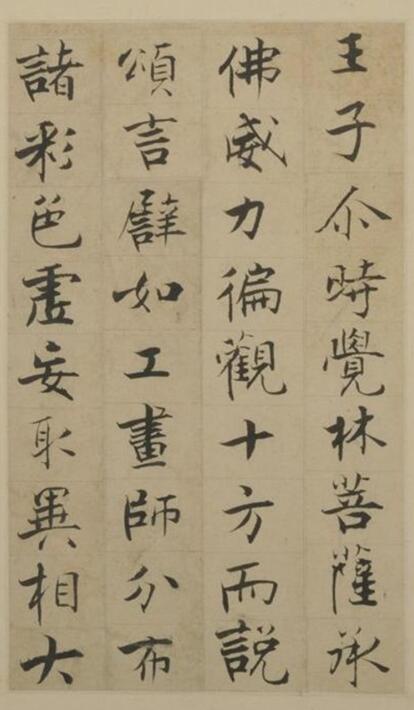 王子尒時覺林菩薩承
佛威力徧觀十方而說
頌言譬如工畫師分布
諸彩色虛妄取異相大